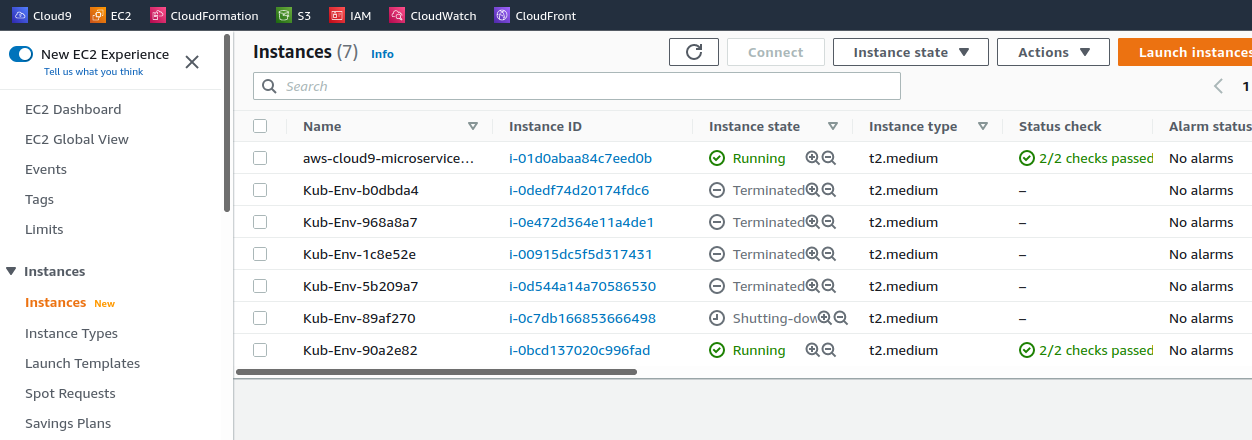 Cloud9 EC2 CloudFormation S3 IAM CloudWatch CloudFront
New EC2 Experience
Tell us what you think
EC2 Dashboard
EC2 Global View
Events
Tags
Limits
Instances
Instances New
Instance Types
Launch Templates
Spot Requests
Savings Plans
Instances (7) Info Connect Instance state Actions Launch instances
Search 1
Name Instance ID Instance state Instance type Status check Alarm status
aws-cloud9-microservice... i-01d0abaa84c7eed0b Running t2.medium 2/2 checks passed No alarms
Kub-Env-b0dbda4 i-0dedf74d20174fdc6 Terminated t2.medium – No alarms
Kub-Env-968a8a7 i-0e472d364e11a4de1 Terminated t2.medium – No alarms
Kub-Env-1c8e52e i-00915dc5f5d317431 Terminated t2.medium – No alarms
Kub-Env-5b209a7 i-0d544a14a70586530 Terminated t2.medium – No alarms
Kub-Env-89af270 i-0c7db166853666498 Shutting-dow t2.medium – No alarms
Kub-Env-90a2e82 i-0bcd137020c996fad Running t2.medium 2/2 checks passed No alarms